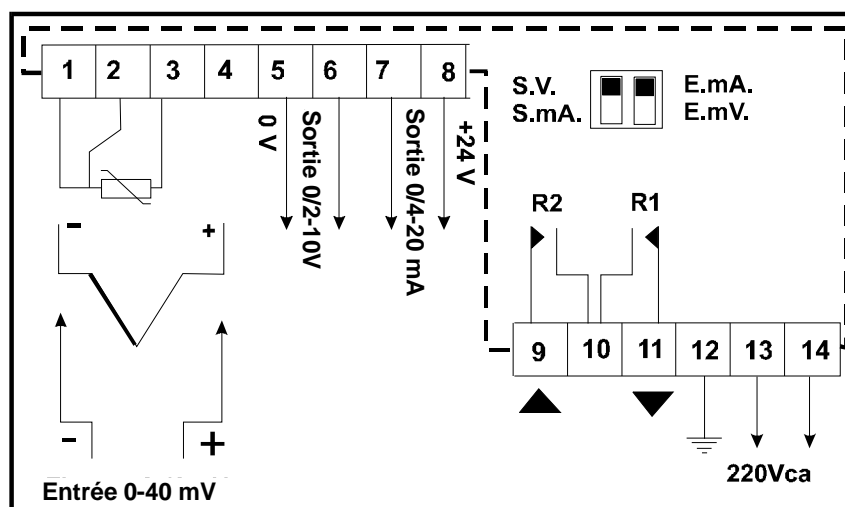 1 2 3 4 5 6 7 8
S.V. E.mA.
S.mA. E.mV.
0 V
Sortie 0/2-10V
Sortie 0/4-20 mA
+24 V
R2 R1
- +
9 10 11 12 13 14
- +
220Vca
Entrée 0-40 mV